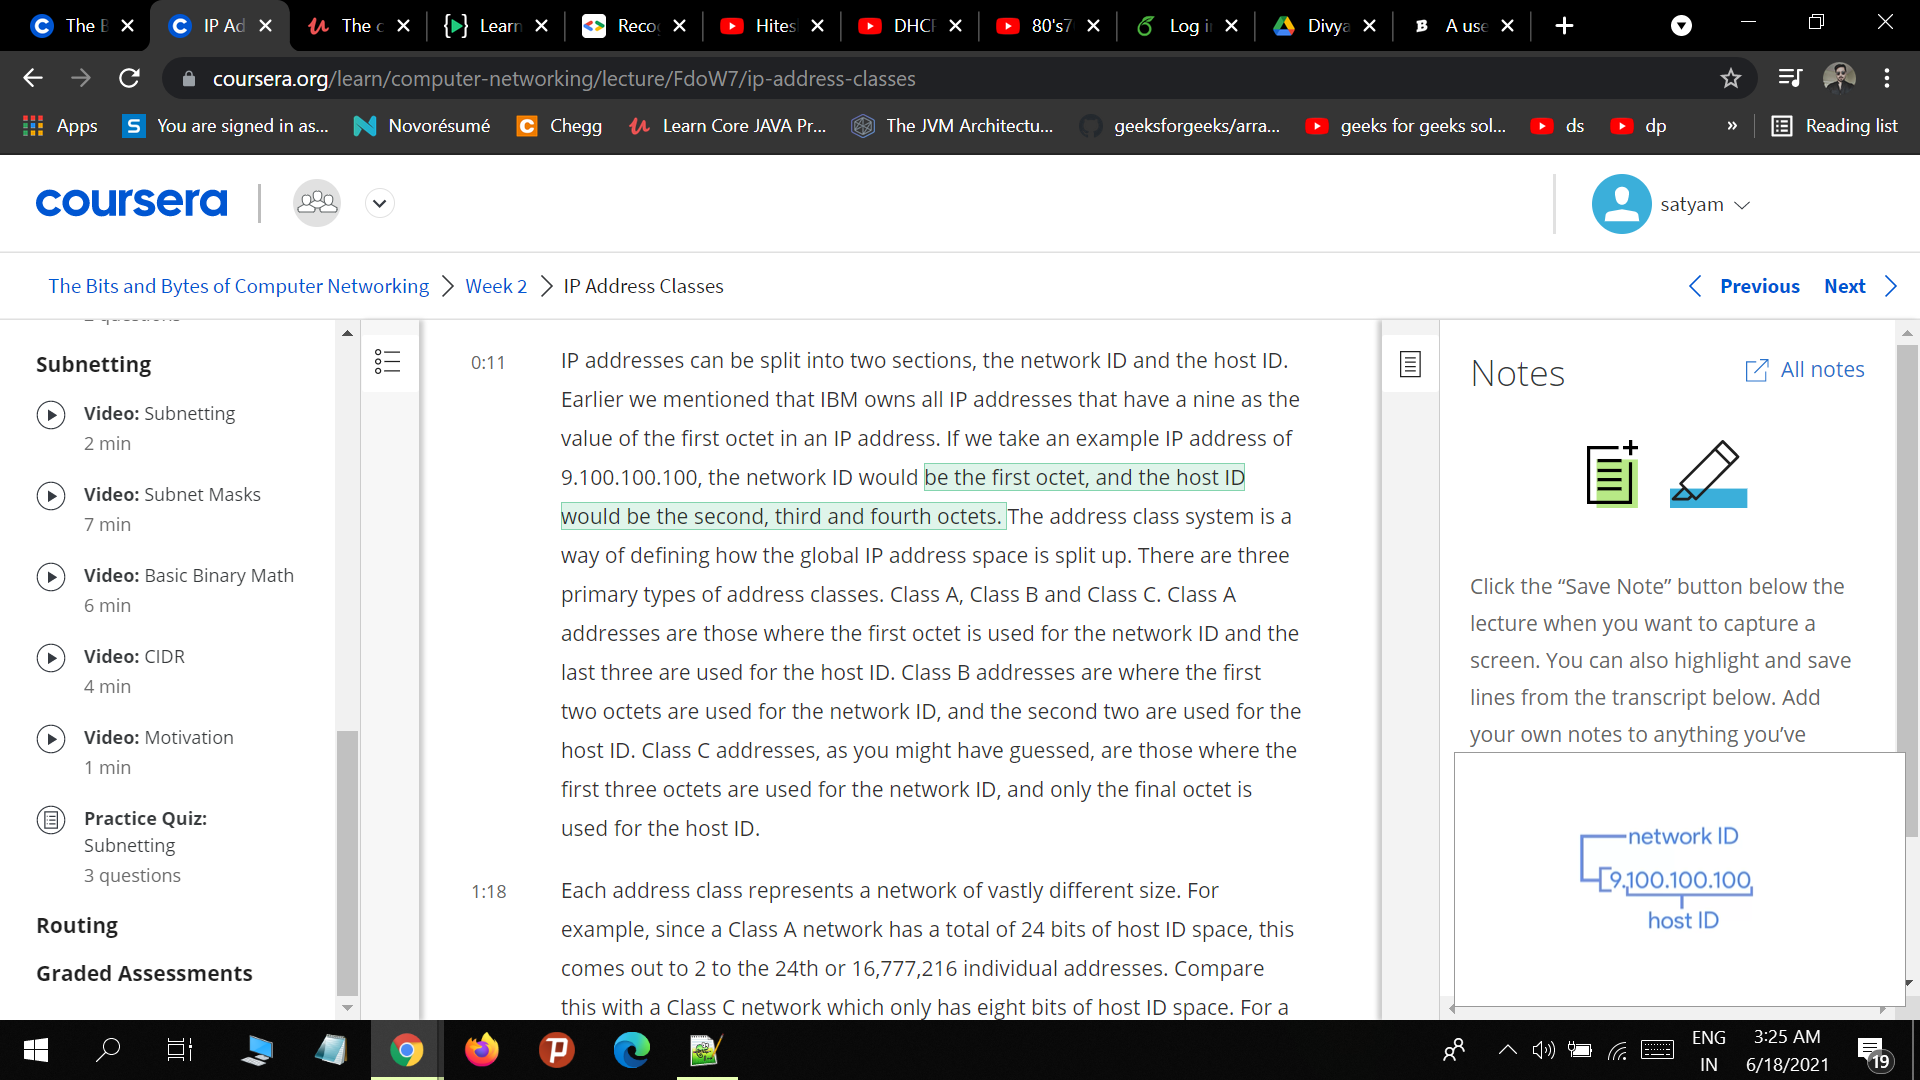 The B
IP Ad
The c
Learn
Reco
Hites
DHCP
80's7
Log i
Divya
A use
coursera.org/learn/computer-networking/lecture/FdoW7/ip-address-classes
Apps
You are signed in as...
Novorésumé
Chegg
Learn Core JAVA Pr...
The JVM Architectu...
geeksforgeeks/arra...
geeks for geeks sol...
ds
dp
»
Reading list
coursera
satyam
The Bits and Bytes of Computer Networking
Week 2
IP Address Classes
Previous
Next
Subnetting
Video: Subnetting
2 min
Video: Subnet Masks
7 min
Video: Basic Binary Math
6 min
Video: CIDR
4 min
Video: Motivation
1 min
Practice Quiz:
Subnetting
3 questions
Routing
Graded Assessments
0:11
IP addresses can be split into two sections, the network ID and the host ID.
Earlier we mentioned that IBM owns all IP addresses that have a nine as the
value of the first octet in an IP address. If we take an example IP address of
9.100.100.100, the network ID would be the first octet, and the host ID
would be the second, third and fourth octets. The address class system is a
way of defining how the global IP address space is split up. There are three
primary types of address classes. Class A, Class B and Class C. Class A
addresses are those where the first octet is used for the network ID and the
last three are used for the host ID. Class B addresses are where the first
two octets are used for the network ID, and the second two are used for the
host ID. Class C addresses, as you might have guessed, are those where the
first three octets are used for the network ID, and only the final octet is
used for the host ID.
1:18
Each address class represents a network of vastly different size. For
example, since a Class A network has a total of 24 bits of host ID space, this
comes out to 2 to the 24th or 16,777,216 individual addresses. Compare
this with a Class C network which only has eight bits of host ID space. For a
Notes
All notes
Click the “Save Note” button below the
lecture when you want to capture a
screen. You can also highlight and save
lines from the transcript below. Add
your own notes to anything you’ve
network ID
9.100.100.100
host ID
ENG
IN
3:25 AM
6/18/2021
19